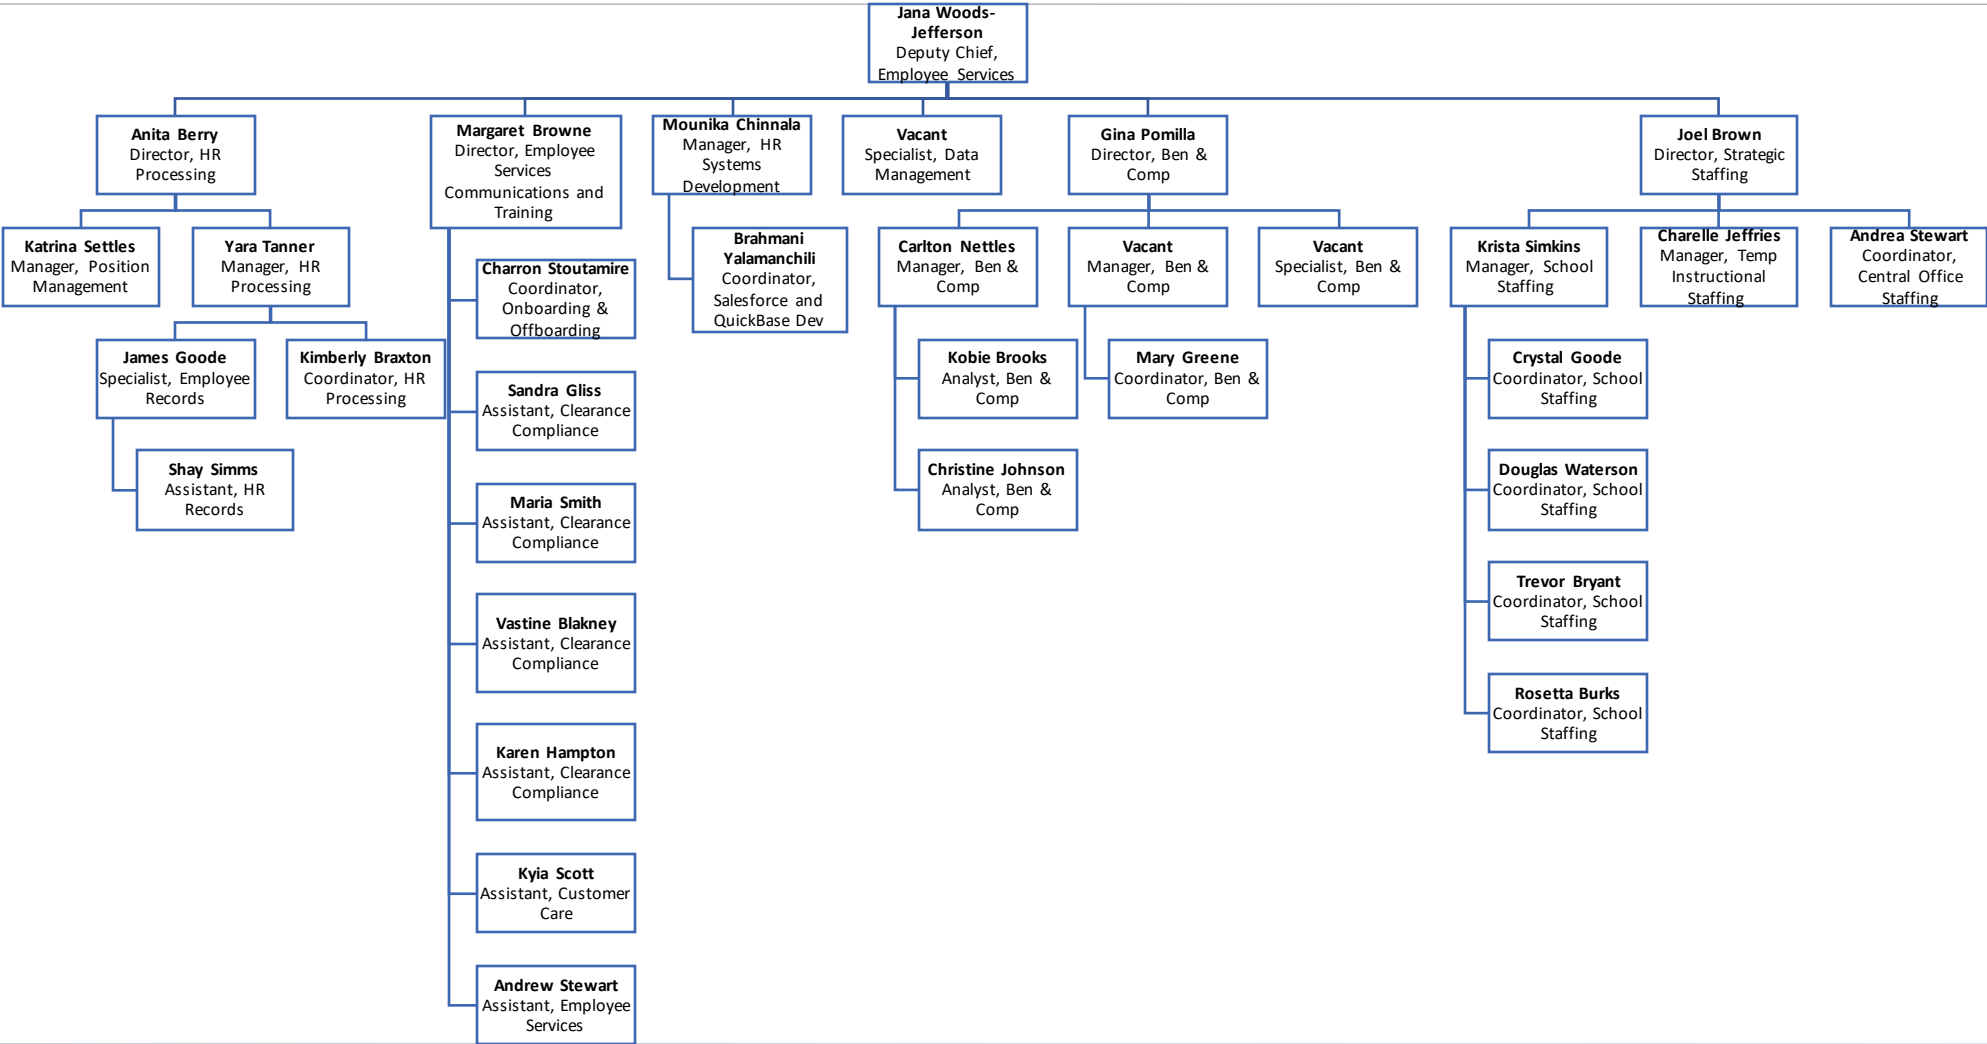 Jana Woods-
Jefferson
Deputy Chief,
Employee Services
Anita Berry
Director, HR
Processing
Margaret Browne
Director, Employee
Services
Communications and
Training
Mounika Chinnala
Manager, HR
Systems
Development
Vacant
Specialist, Data
Management
Gina Pomilla
Director, Ben &
Comp
Joel Brown
Director, Strategic
Staffing
Katrina Settles
Manager, Position
Management
Yara Tanner
Manager, HR
Processing
James Goode
Specialist, Employee
Records
Kimberly Braxton
Coordinator, HR
Processing
Shay Simms
Assistant, HR
Records
Charron Stoutamire
Coordinator,
Onboarding &
Offboarding
Sandra Gliss
Assistant, Clearance
Compliance
Maria Smith
Assistant, Clearance
Compliance
Vastine Blakney
Assistant, Clearance
Compliance
Karen Hampton
Assistant, Clearance
Compliance
Kyia Scott
Assistant, Customer
Care
Andrew Stewart
Assistant, Employee
Services
Brahmani
Yalamanchili
Coordinator,
Salesforce and
QuickBase Dev
Carlton Nettles
Manager, Ben &
Comp
Vacant
Manager, Ben &
Comp
Vacant
Specialist, Ben &
Comp
Kobie Brooks
Analyst, Ben &
Comp
Mary Greene
Coordinator, Ben &
Comp
Christine Johnson
Analyst, Ben &
Comp
Krista Simkins
Manager, School
Staffing
Charelle Jeffries
Manager, Temp
Instructional
Staffing
Andrea Stewart
Coordinator,
Central Office
Staffing
Crystal Goode
Coordinator, School
Staffing
Douglas Waterson
Coordinator, School
Staffing
Trevor Bryant
Coordinator, School
Staffing
Rosetta Burks
Coordinator, School
Staffing